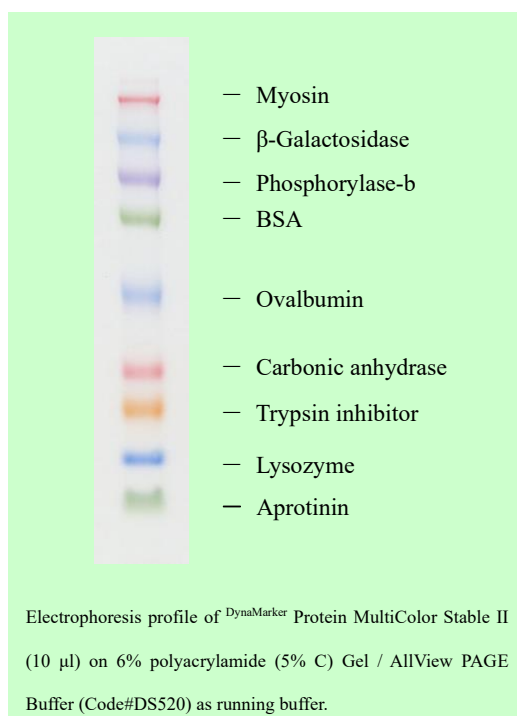 — Myosin
— β-Galactosidase
— Phosphorylase-b
— BSA
— Ovalbumin
— Carbonic anhydrase
— Trypsin inhibitor
— Lysozyme
— Aprotinin
Electrophoresis profile of DynaMarker Protein MultiColor Stable II
(10 μl) on 6% polyacrylamide (5% C) Gel / AllView PAGE
Buffer (Code#DS520) as running buffer.